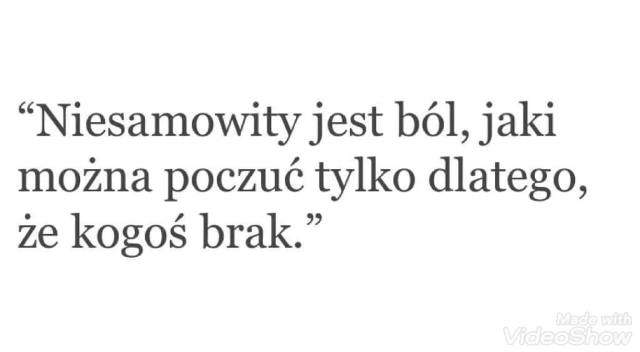 “Niesamowity jest ból, jaki
można poczuć tylko dlatego,
że kogoś brak.”
Made with
VideoShow